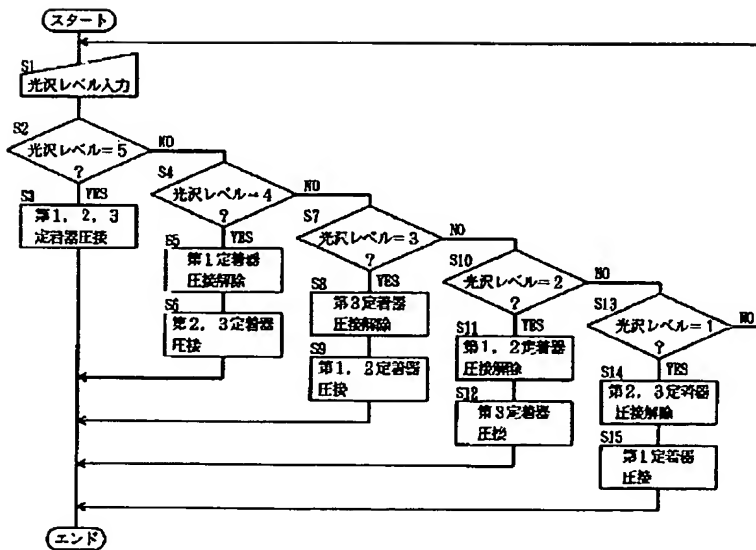 スタート
S1
光沢レベル入力
S2
光沢レベル=5
?
NO
YES
S3
第1,2,3
定着器圧接
S4
光沢レベル=4
?
NO
YES
S5
第1定着器
圧接解除
S6
第2,3定着器
圧接
S7
光沢レベル=3
?
NO
YES
S8
第3定着器
圧接解除
S9
第1,2定着器
圧接
S10
光沢レベル=2
?
NO
YES
S11
第1,2定着器
圧接解除
S12
第3定着器
圧接
S13
光沢レベル=1
?
NO
YES
S14
第2,3定着器
圧接解除
S15
第1定着器
圧接
エンド